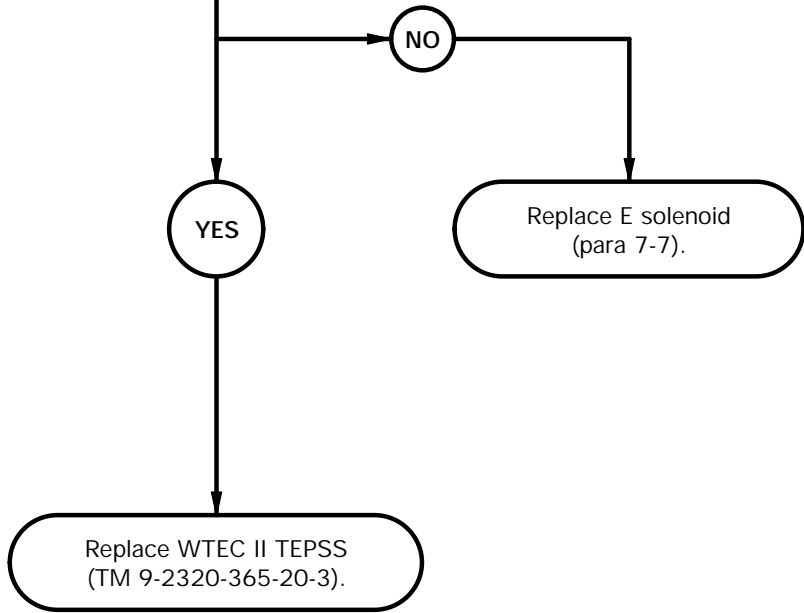 NO
YES
Replace E solenoid
(para 7-7).
Replace WTEC II TEPSS
(TM 9-2320-365-20-3).